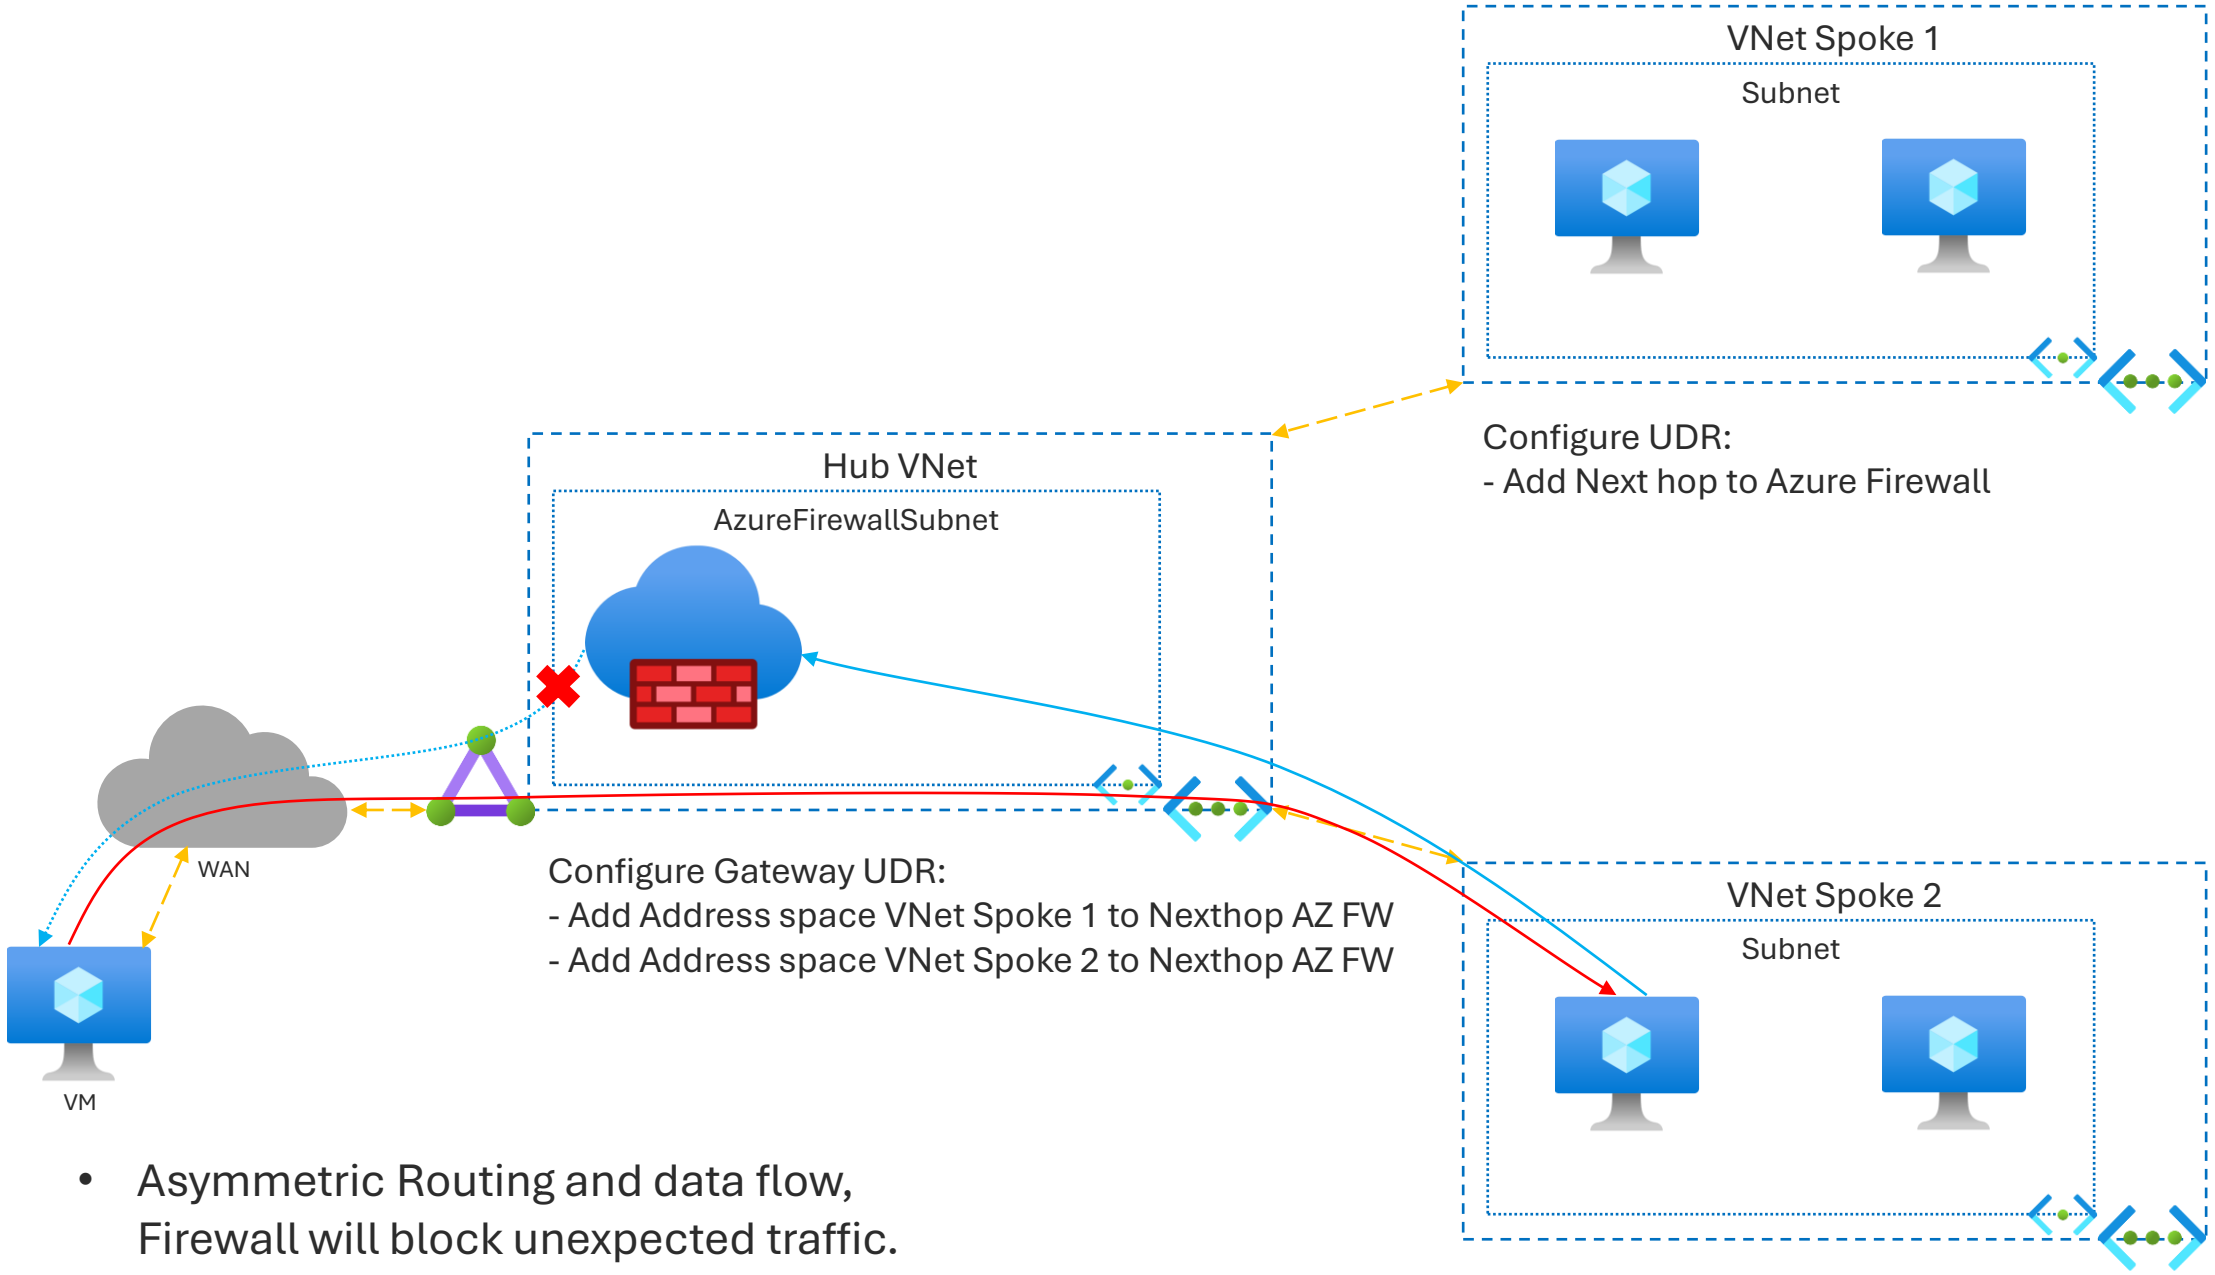 VNet Spoke 1
Subnet
Configure UDR:
- Add Next hop to Azure Firewall
Hub VNet
AzureFirewallSubnet
WAN
Configure Gateway UDR:
- Add Address space VNet Spoke 1 to Nexthop AZ FW
- Add Address space VNet Spoke 2 to Nexthop AZ FW
VNet Spoke 2
Subnet
VM
• Asymmetric Routing and data flow,
Firewall will block unexpected traffic.